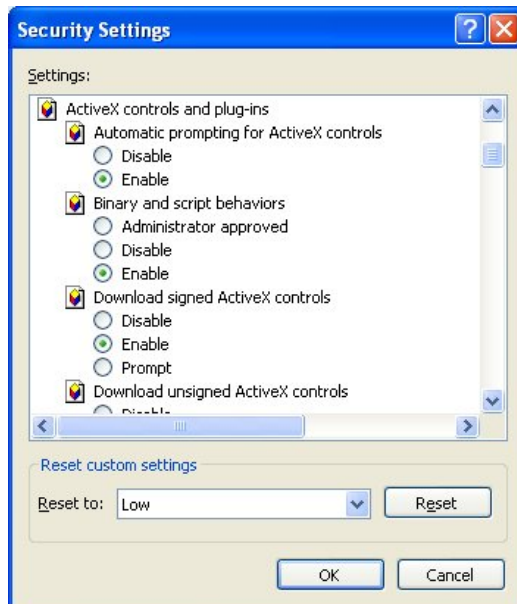 Security Settings
Settings:
ActiveX controls and plug-ins
Automatic prompting for ActiveX controls
Disable
Enable
Binary and script behaviors
Administrator approved
Disable
Enable
Download signed ActiveX controls
Disable
Enable
Prompt
Download unsigned ActiveX controls
Disable
Reset custom settings
Reset to: Low Reset
OK Cancel